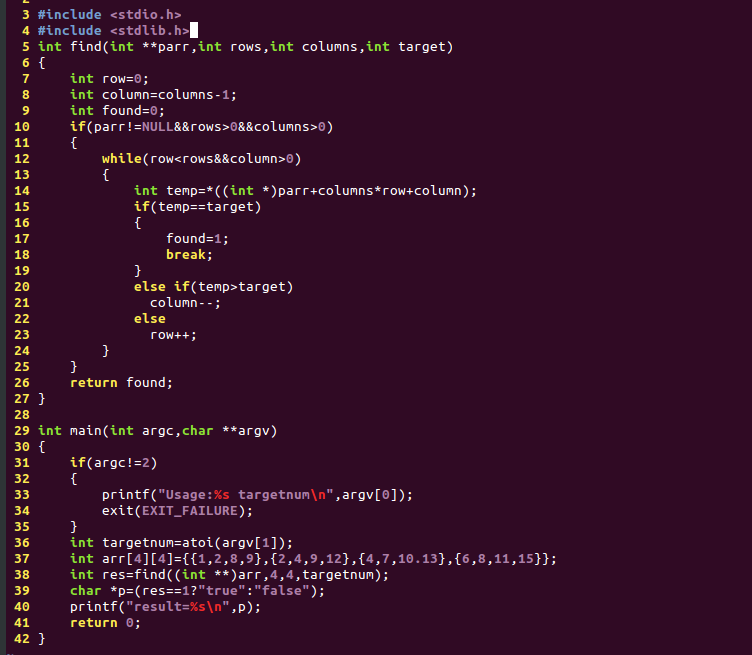 3 #include <stdio.h>
4 #include <stdlib.h>
5 int find(int **parr,int rows,int columns,int target)
6 {
7     int row=0;
8     int column=columns-1;
9     int found=0;
10     if(parr!=NULL&&rows>0&&columns>0)
11     {
12         while(row<rows&&column>0)
13         {
14             int temp=*((int *)parr+columns*row+column);
15             if(temp==target)
16             {
17                 found=1;
18                 break;
19             }
20             else if(temp>target)
21               column--;
22             else
23               row++;
24         }
25     }
26     return found;
27 }
28
29 int main(int argc,char **argv)
30 {
31     if(argc!=2)
32     {
33         printf("Usage:%s targetnum\n",argv[0]);
34         exit(EXIT_FAILURE);
35     }
36     int targetnum=atoi(argv[1]);
37     int arr[4][4]={{1,2,8,9},{2,4,9,12},{4,7,10.13},{6,8,11,15}};
38     int res=find((int **)arr,4,4,targetnum);
39     char *p=(res==1?"true":"false");
40     printf("result=%s\n",p);
41     return 0;
42 }